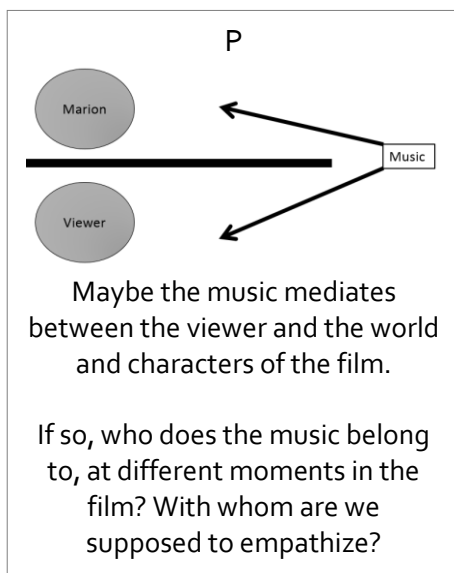 P
Marion
Music
Viewer
Maybe the music mediates
between the viewer and the world
and characters of the film.
If so, who does the music belong
to, at different moments in the
film? With whom are we
supposed to empathize?